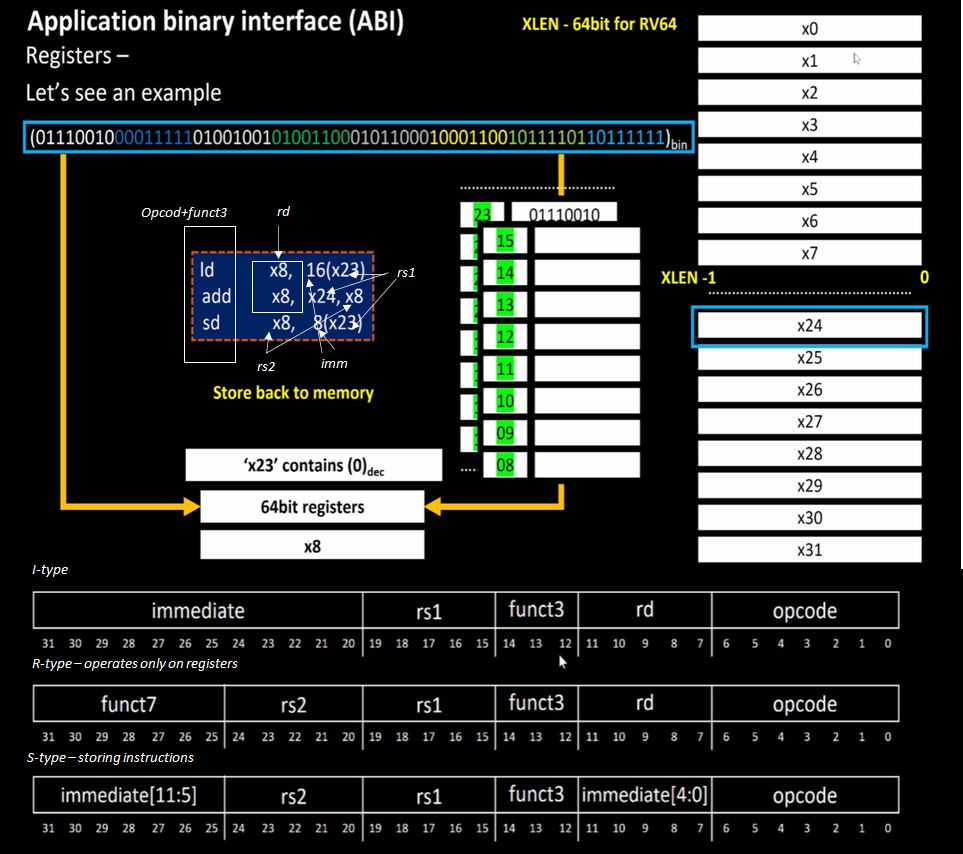 Application binary interface (ABI)
Registers –
Let's see an example
XLEN - 64bit for RV64
(0111001000011111010010010100110001011000100011001011110110111111)bin
Opcod+funct3
rd
ld x8, 16(x23)
add x8, x24, x8
sd x8, 8(x23)
rs1
rs2
imm
Store back to memory
23 01110010
15
14
13
12
11
10
09
08
'x23' contains (0)dec
64bit registers
x8
x0
x1
x2
x3
x4
x5
x6
x7
XLEN -1 0
x24
x25
x26
x27
x28
x29
x30
x31
I-type
immediate rs1 funct3 rd opcode
31 30 29 28 27 26 25 24 23 22 21 20 19 18 17 16 15 14 13 12 11 10 9 8 7 6 5 4 3 2 1 0
R-type – operates only on registers
funct7 rs2 rs1 funct3 rd opcode
31 30 29 28 27 26 25 24 23 22 21 20 19 18 17 16 15 14 13 12 11 10 9 8 7 6 5 4 3 2 1 0
S-type – storing instructions
immediate[11:5] rs2 rs1 funct3 immediate[4:0] opcode
31 30 29 28 27 26 25 24 23 22 21 20 19 18 17 16 15 14 13 12 11 10 9 8 7 6 5 4 3 2 1 0